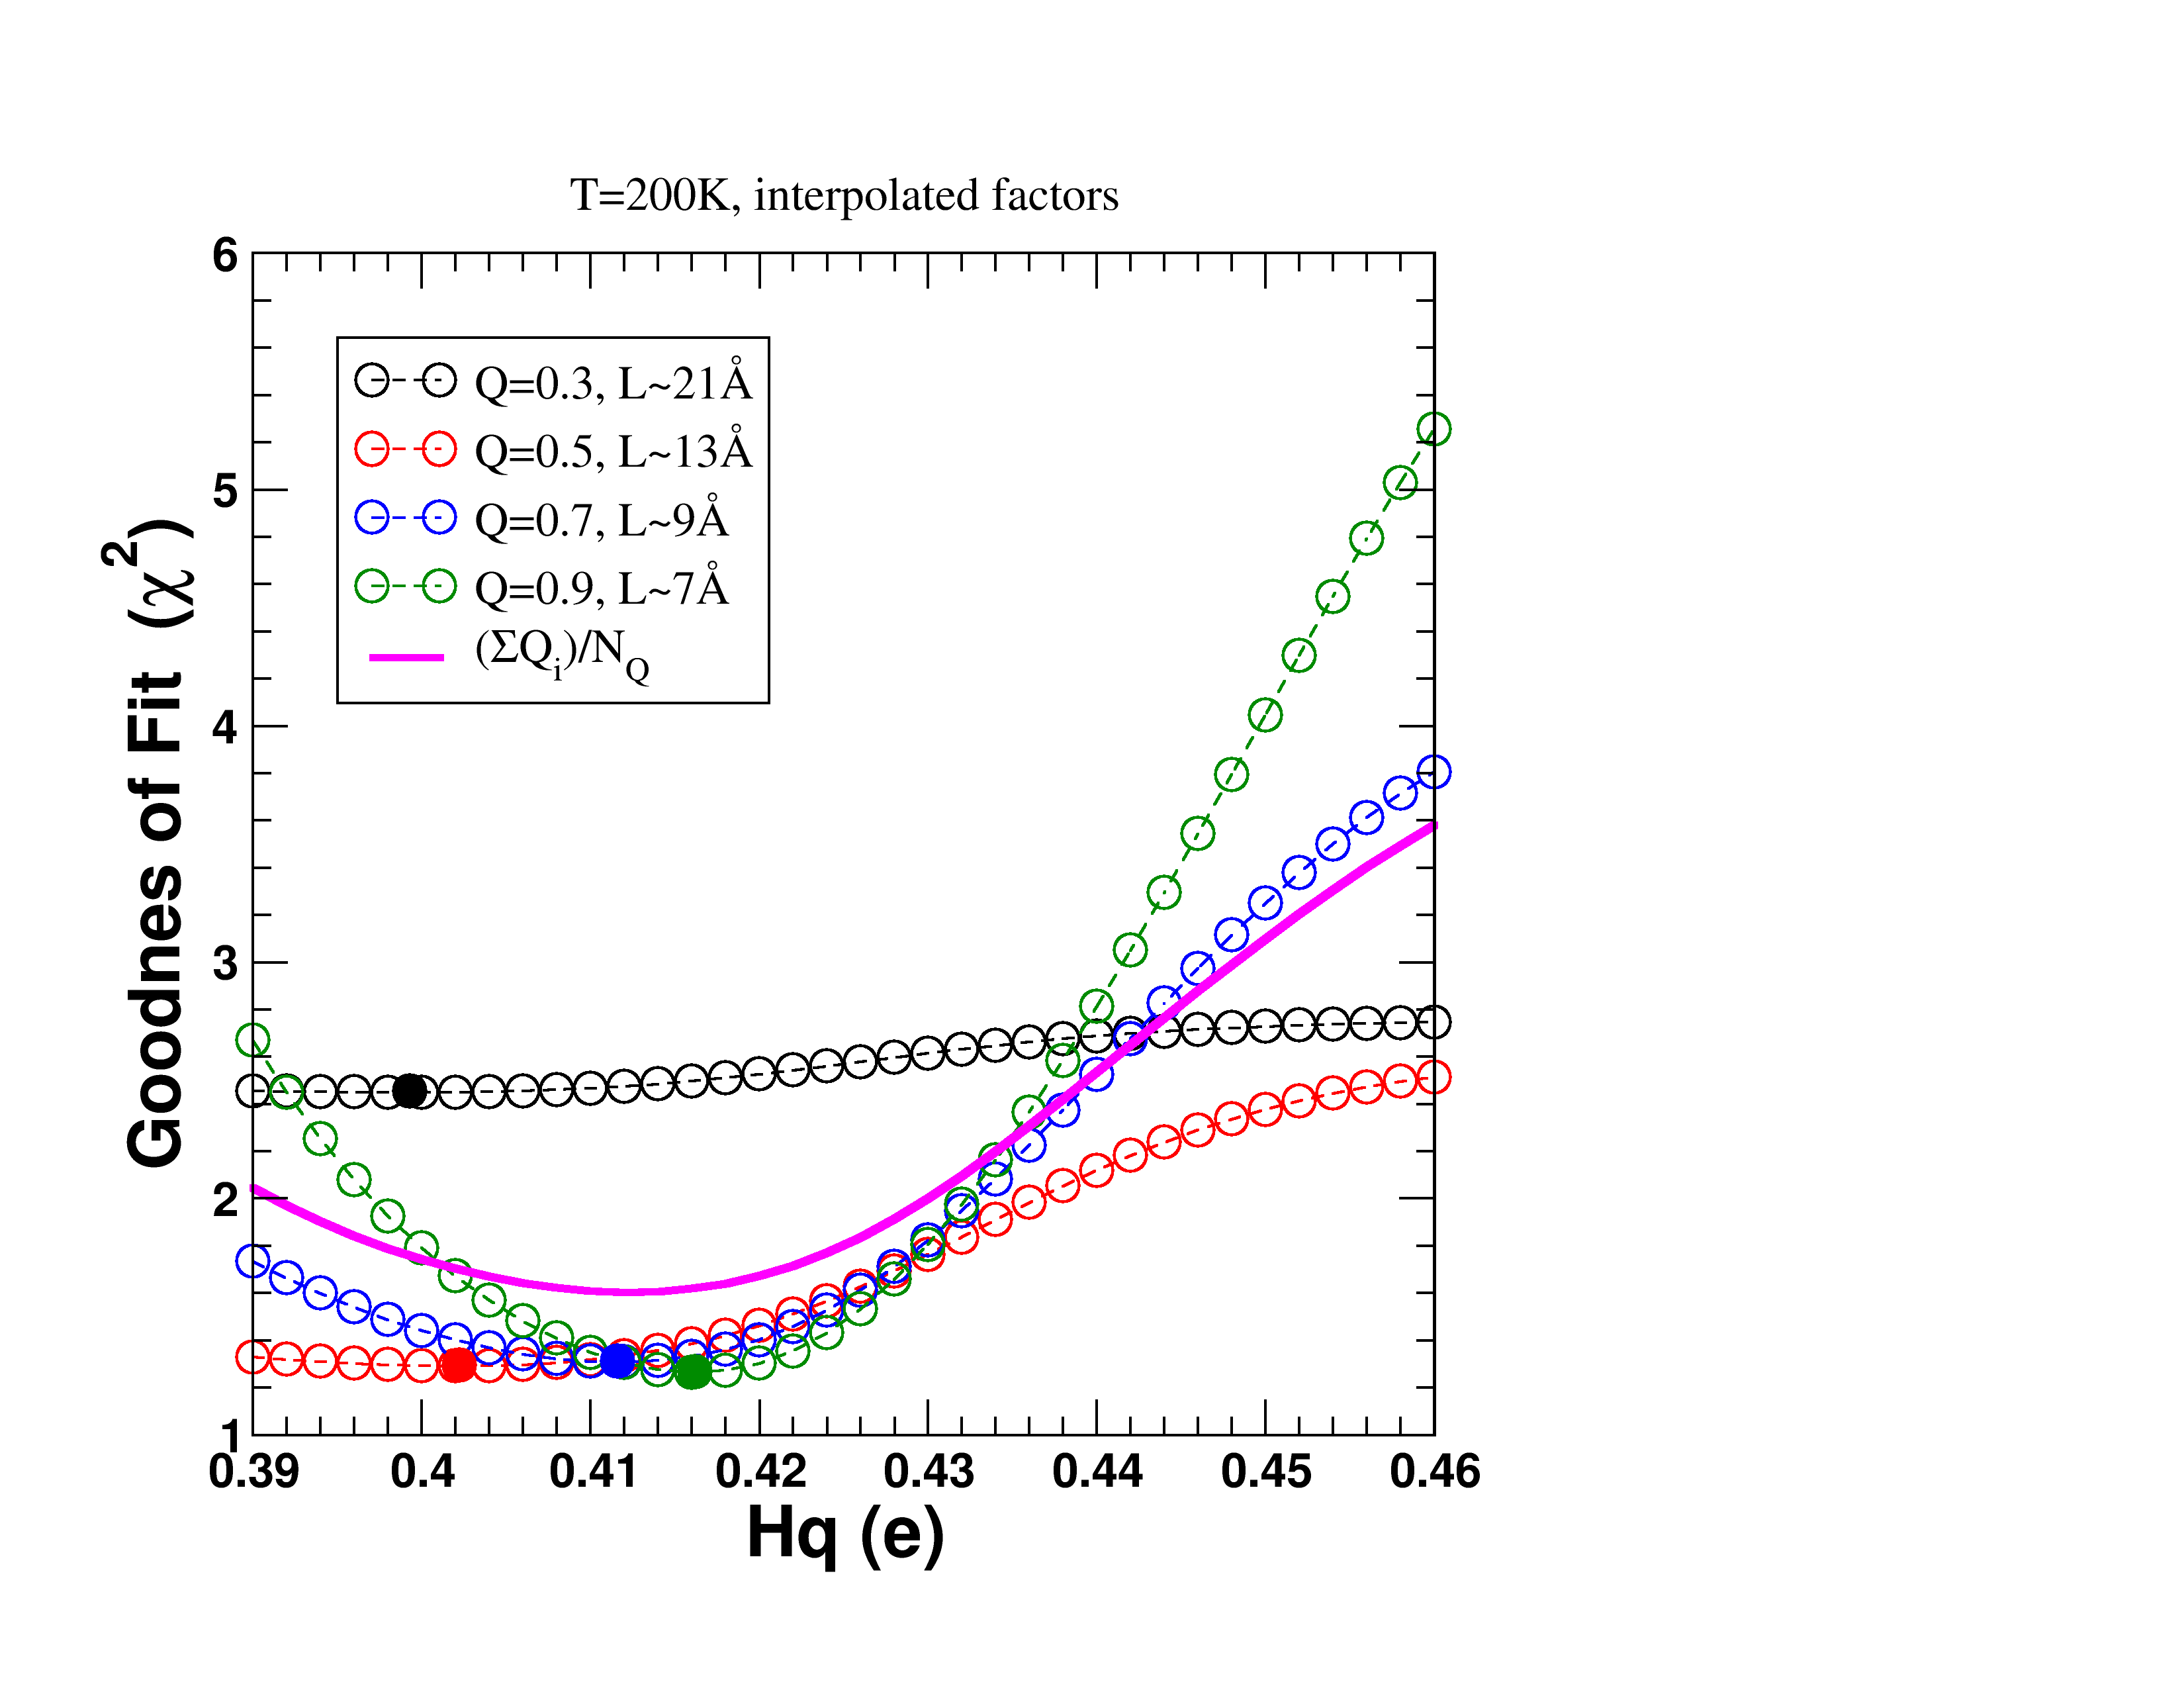 T=200K, interpolated factors
6
5
4
3
2
1
Goodness of Fit (χ²)
Q=0.3, L~21Å
Q=0.5, L~13Å
Q=0.7, L~9Å
Q=0.9, L~7Å
(ΣQi)/NQ
0.39 0.4 0.41 0.42 0.43 0.44 0.45 0.46
Hq (e)